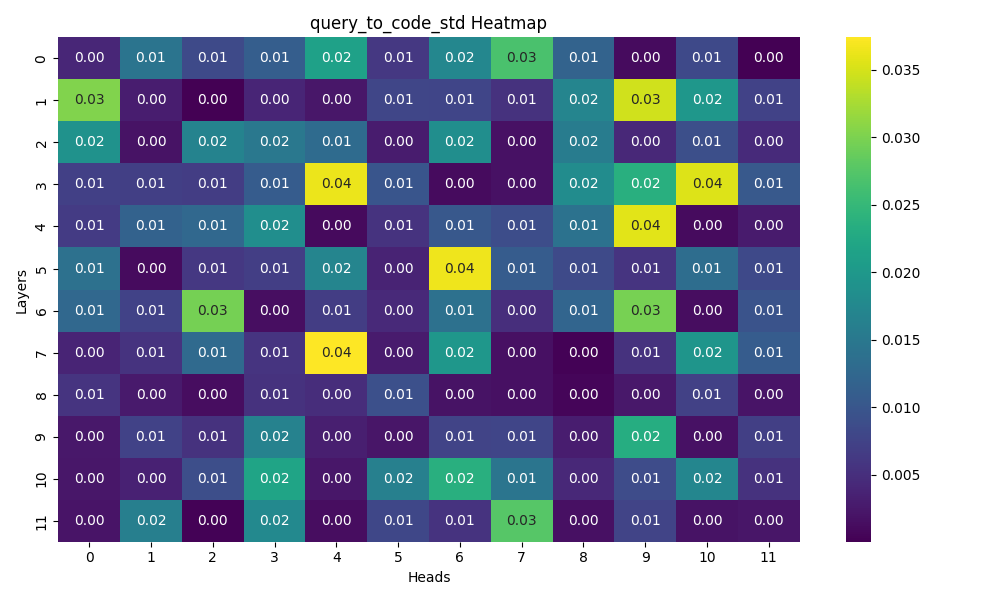 query_to_code_std Heatmap
0 0.00 0.01 0.01 0.01 0.02 0.01 0.02 0.03 0.01 0.00 0.01 0.00
1 0.03 0.00 0.00 0.00 0.00 0.01 0.01 0.01 0.02 0.03 0.02 0.01
2 0.02 0.00 0.02 0.02 0.01 0.00 0.02 0.00 0.02 0.00 0.01 0.00
3 0.01 0.01 0.01 0.01 0.04 0.01 0.00 0.00 0.02 0.02 0.04 0.01
4 0.01 0.01 0.01 0.02 0.00 0.01 0.01 0.01 0.01 0.04 0.00 0.00
5 0.01 0.00 0.01 0.01 0.02 0.00 0.04 0.01 0.01 0.01 0.01 0.01
6 0.01 0.01 0.03 0.00 0.01 0.00 0.01 0.00 0.01 0.03 0.00 0.01
7 0.00 0.01 0.01 0.01 0.04 0.00 0.02 0.00 0.00 0.01 0.02 0.01
8 0.01 0.00 0.00 0.01 0.00 0.01 0.00 0.00 0.00 0.00 0.01 0.00
9 0.00 0.01 0.01 0.02 0.00 0.00 0.01 0.01 0.00 0.02 0.00 0.01
10 0.00 0.00 0.01 0.02 0.00 0.02 0.02 0.01 0.00 0.01 0.02 0.01
11 0.00 0.02 0.00 0.02 0.00 0.01 0.01 0.03 0.00 0.01 0.00 0.00
0 1 2 3 4 5 6 7 8 9 10 11
Heads
Layers
0.035
0.030
0.025
0.020
0.015
0.010
0.005